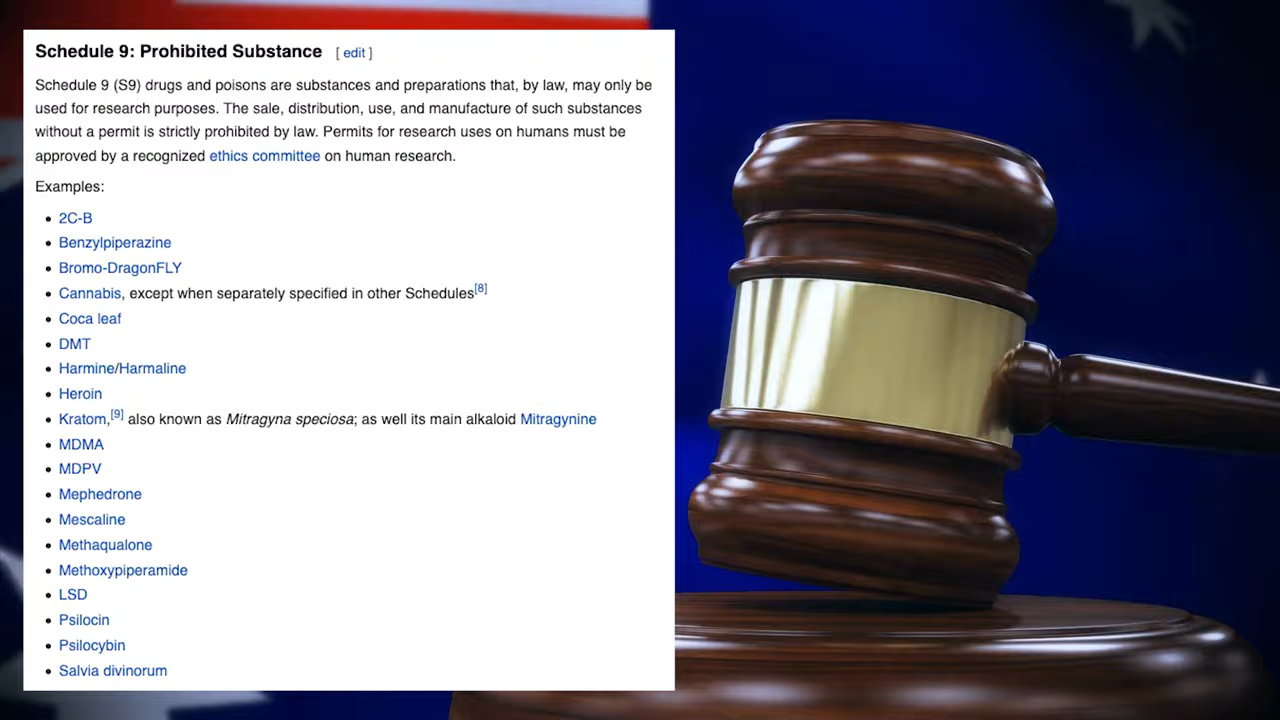 Schedule 9: Prohibited Substance [ edit ]
Schedule 9 (S9) drugs and poisons are substances and preparations that, by law, may only be
used for research purposes. The sale, distribution, use, and manufacture of such substances
without a permit is strictly prohibited by law. Permits for research uses on humans must be
approved by a recognized ethics committee on human research.
Examples:
• 2C-B
• Benzylpiperazine
• Bromo-DragonFLY
• Cannabis, except when separately specified in other Schedules[8]
• Coca leaf
• DMT
• Harmine/Harmaline
• Heroin
• Kratom,[9] also known as Mitragyna speciosa; as well its main alkaloid Mitragynine
• MDMA
• MDPV
• Mephedrone
• Mescaline
• Methaqualone
• Methoxypiperamide
• LSD
• Psilocin
• Psilocybin
• Salvia divinorum